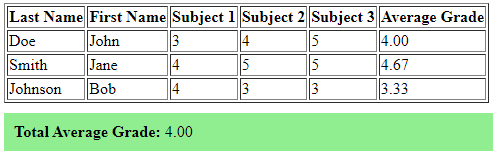 Last Name First Name Subject 1 Subject 2 Subject 3 Average Grade
Doe John 3 4 5 4.00
Smith Jane 4 5 5 4.67
Johnson Bob 4 3 3 3.33
Total Average Grade: 4.00